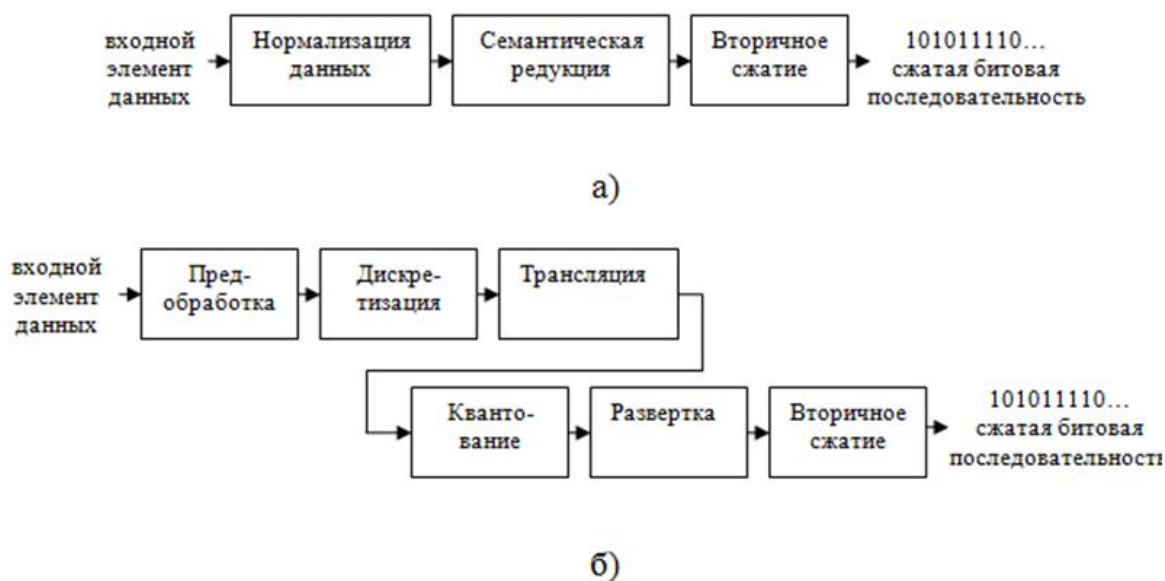 входной
элемент
данных
Нормализация
данных
Семантическая
редукция
Вторичное
сжатие
101011110...
сжатая битовая
последовательность
а)
входной
элемент
данных
Пред-
обработка
Дискре-
тизация
Трансляция
Кванто-
вание
Развертка
Вторичное
сжатие
101011110...
сжатая битовая
последовательность
б)